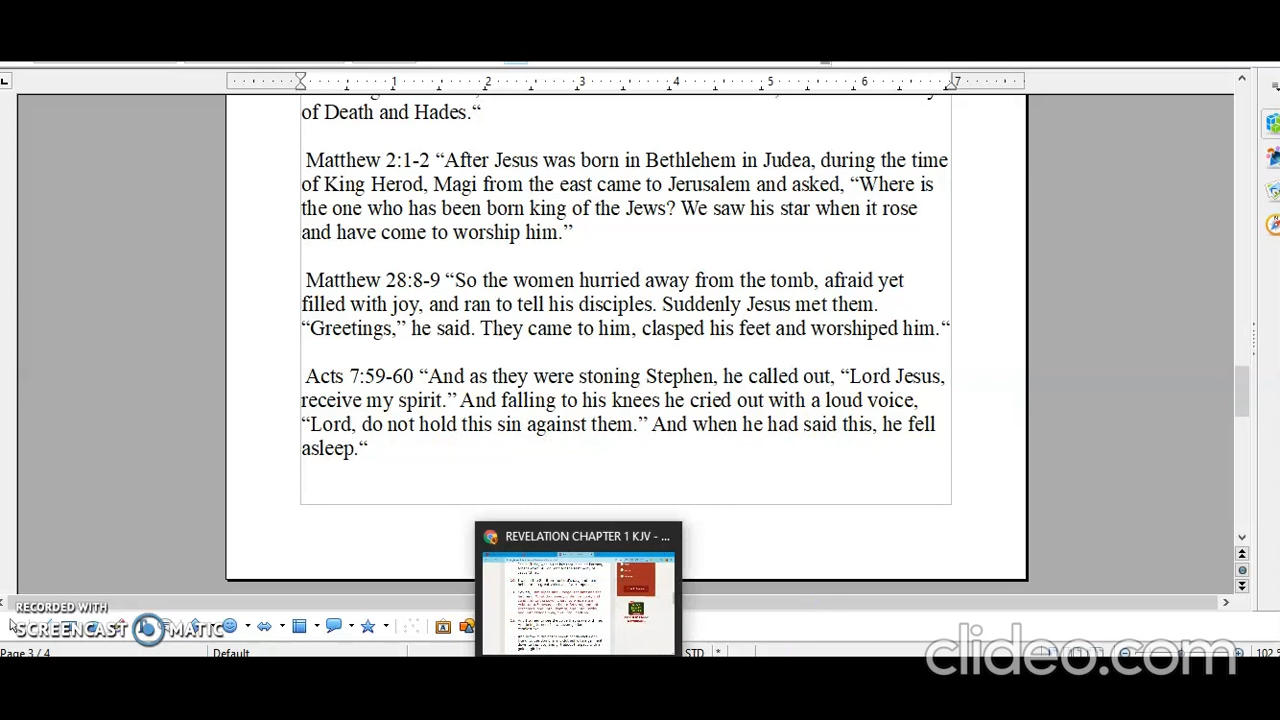 1 2 3 4 5 6 7
of Death and Hades.“
Matthew 2:1-2 “After Jesus was born in Bethlehem in Judea, during the time
of King Herod, Magi from the east came to Jerusalem and asked, “Where is
the one who has been born king of the Jews? We saw his star when it rose
and have come to worship him.”
Matthew 28:8-9 “So the women hurried away from the tomb, afraid yet
filled with joy, and ran to tell his disciples. Suddenly Jesus met them.
“Greetings,” he said. They came to him, clasped his feet and worshiped him.“
Acts 7:59-60 “And as they were stoning Stephen, he called out, “Lord Jesus,
receive my spirit.” And falling to his knees he cried out with a loud voice,
“Lord, do not hold this sin against them.” And when he had said this, he fell
asleep.“
REVELATION CHAPTER 1 KJV - ...
RECORDED WITH
SCREENCAST MATIC
Page 3 / 4 Default STD * 102
clideo.com